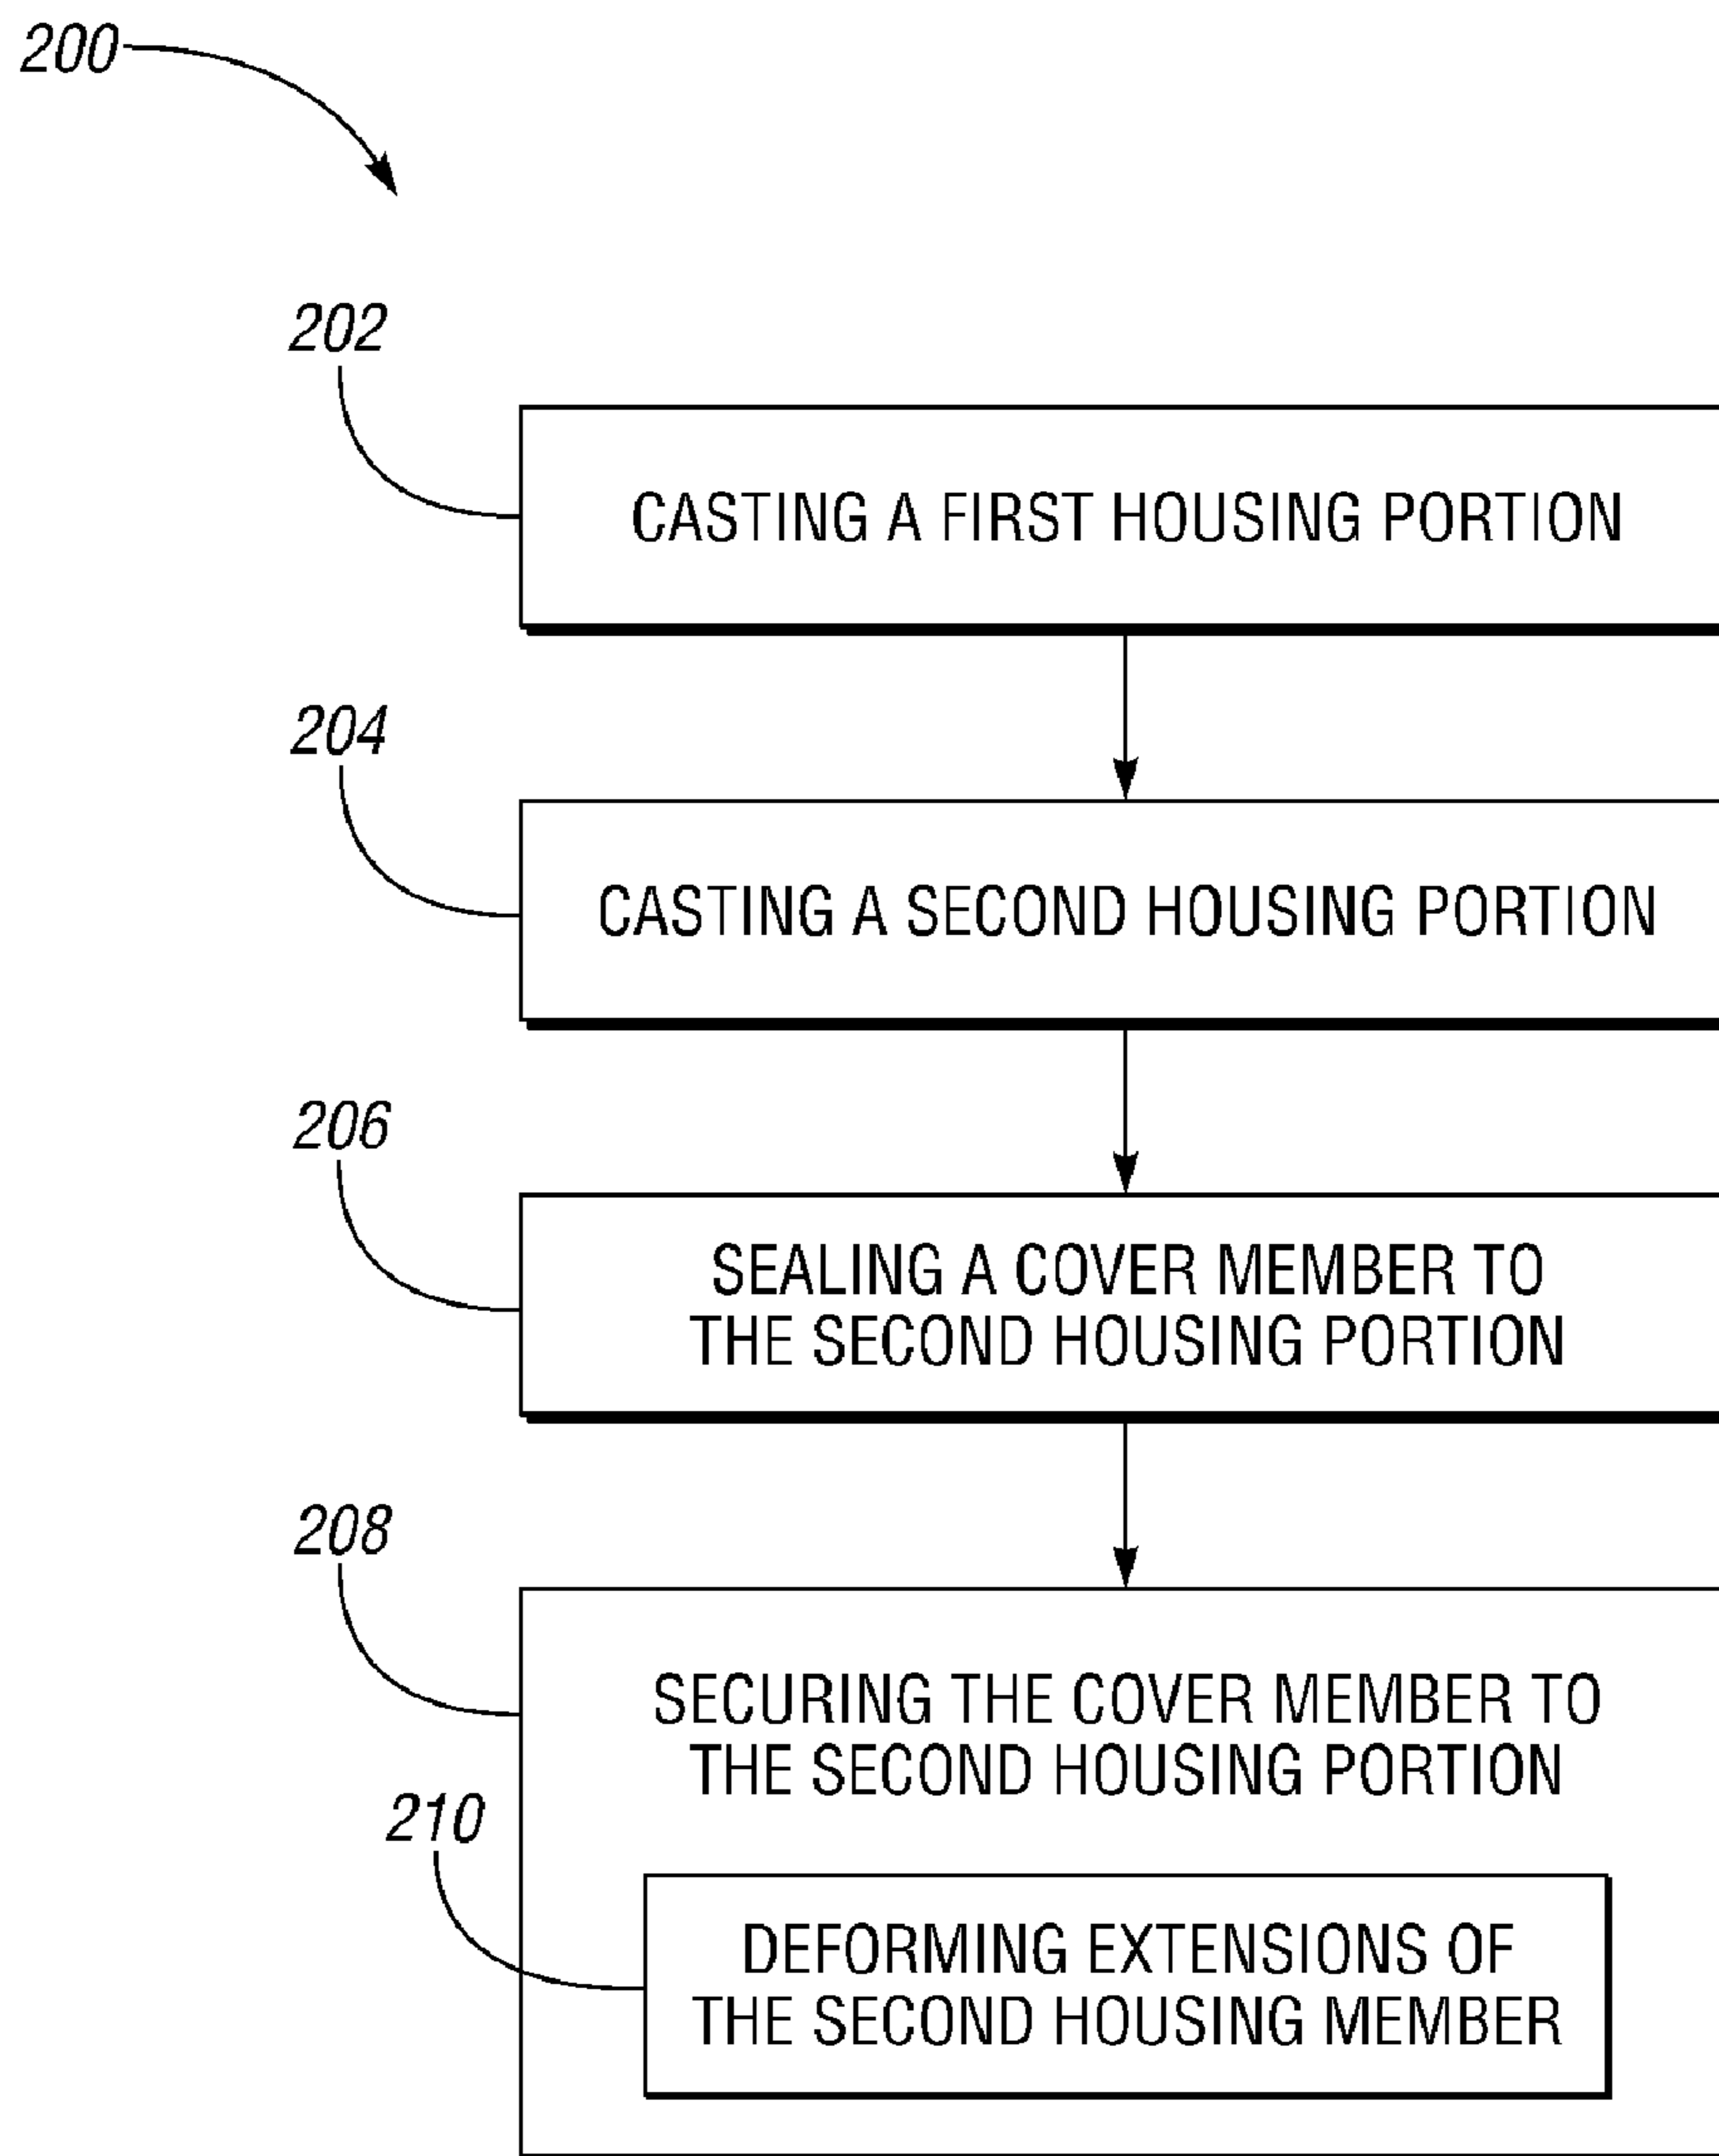 200
202
CASTING A FIRST HOUSING PORTION
204
CASTING A SECOND HOUSING PORTION
206
SEALING A COVER MEMBER TO
THE SECOND HOUSING PORTION
208
SECURING THE COVER MEMBER TO
THE SECOND HOUSING PORTION
210
DEFORMING EXTENSIONS OF
THE SECOND HOUSING MEMBER